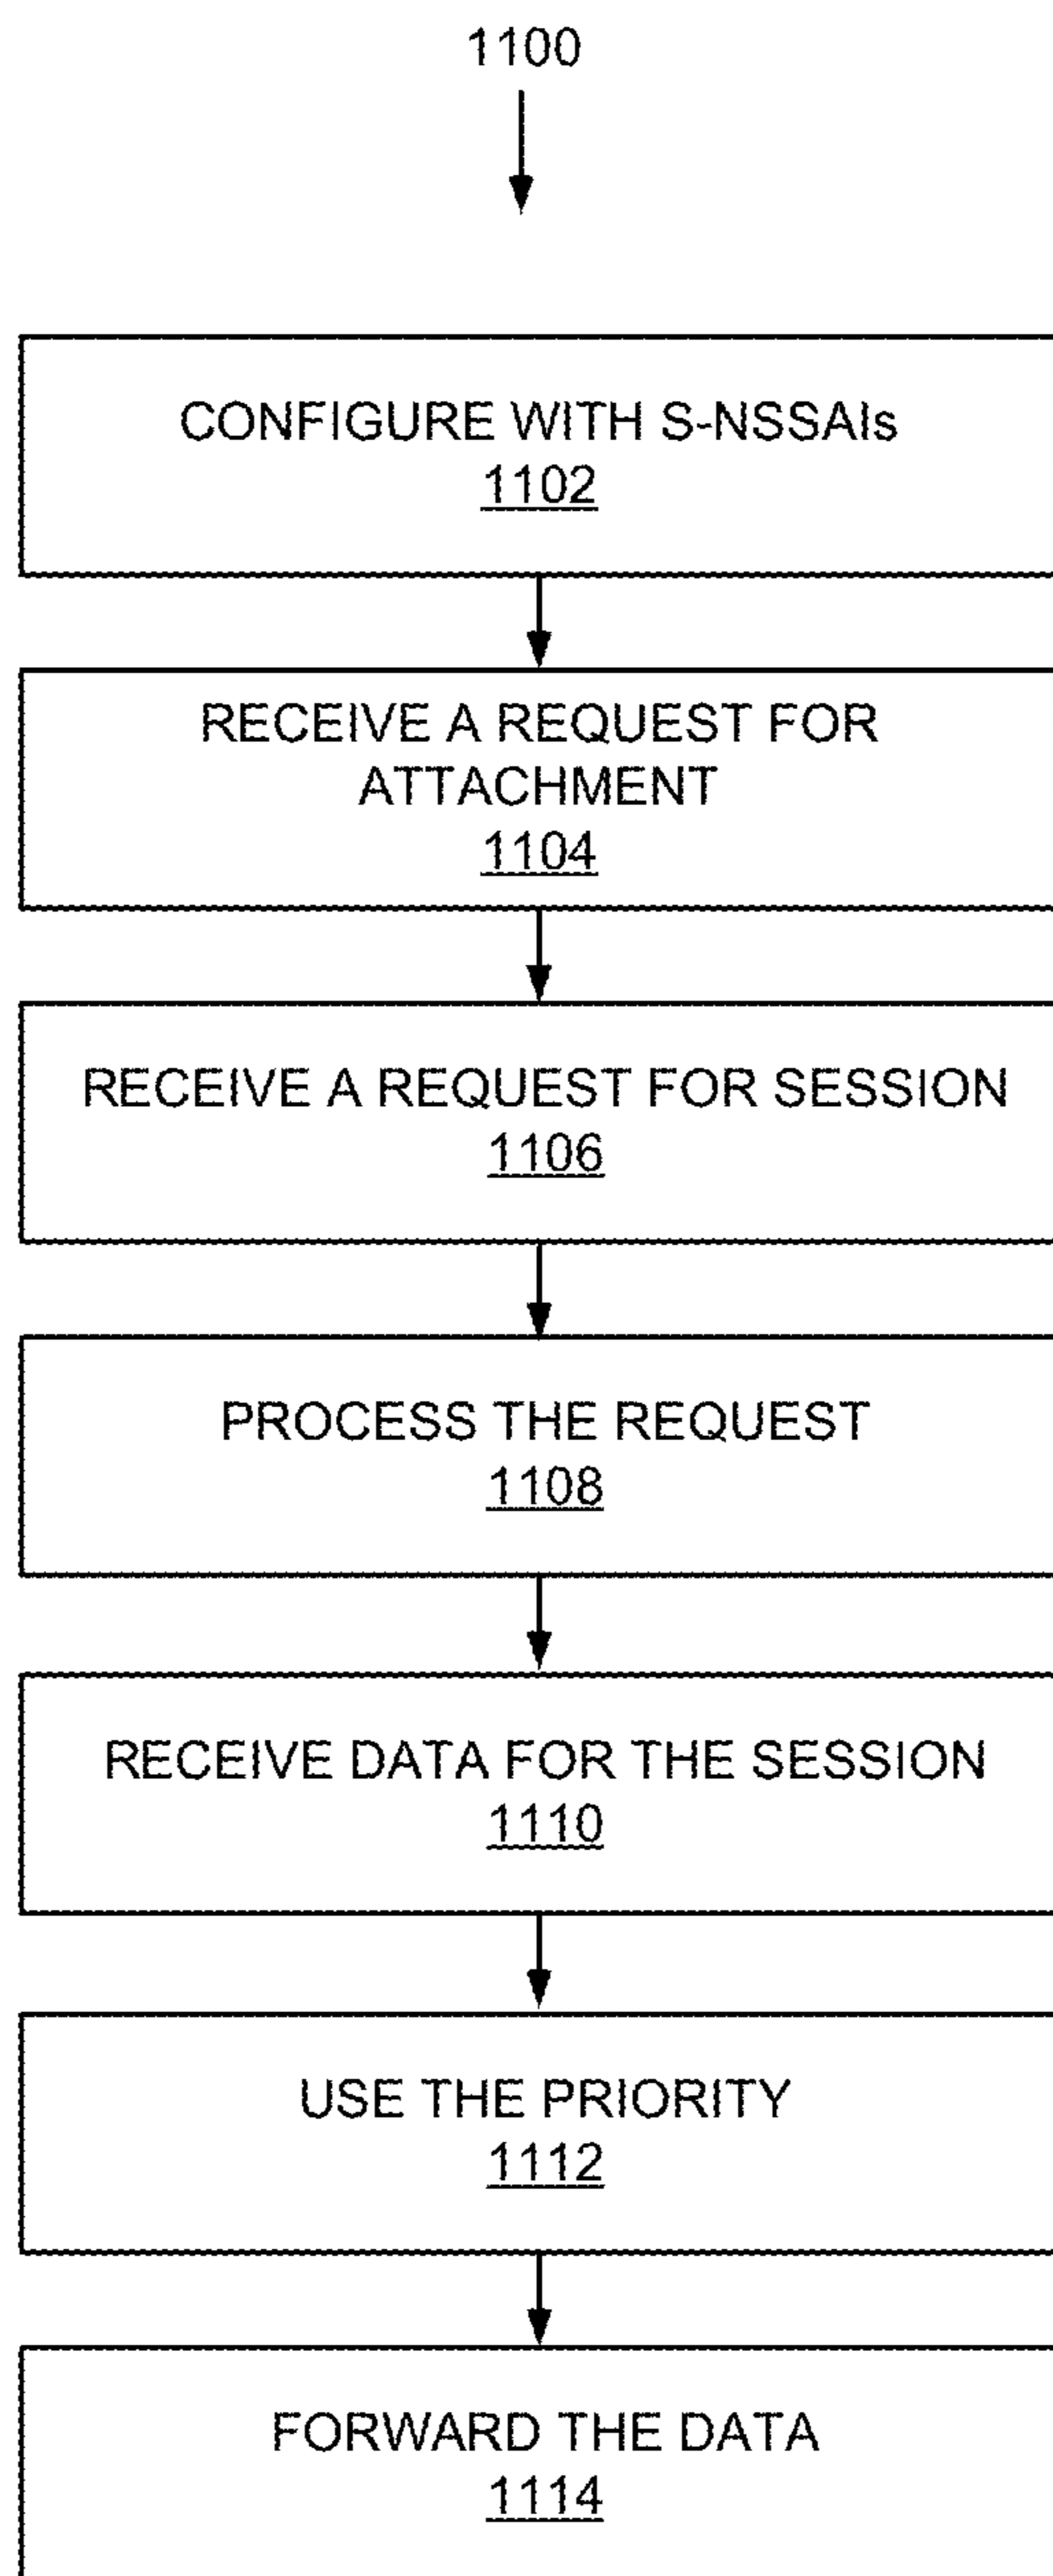 1100
CONFIGURE WITH S-NSSAIs
1102
RECEIVE A REQUEST FOR
ATTACHMENT
1104
RECEIVE A REQUEST FOR SESSION
1106
PROCESS THE REQUEST
1108
RECEIVE DATA FOR THE SESSION
1110
USE THE PRIORITY
1112
FORWARD THE DATA
1114